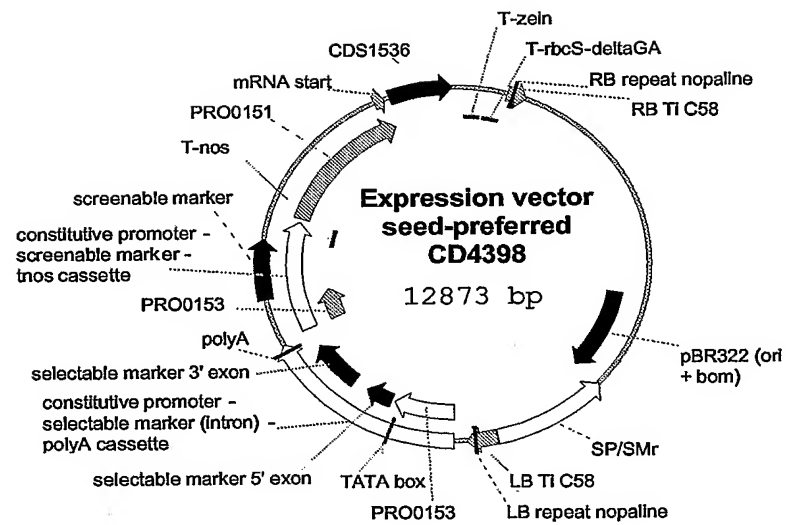 T-zein
CDS1536
T-rbcS-deltaGA
mRNA start
RB repeat nopaline
PRO0151
RB Ti C58
T-nos
screenable marker
Expression vector
seed-preferred
CD4398
12873 bp
constitutive promoter -
screenable marker -
tnos cassette
PRO0153
polyA
pBR322 (ori
+ bom)
selectable marker 3' exon
constitutive promoter -
selectable marker (intron) -
polyA cassette
SP/SMr
selectable marker 5' exon
TATA box
LB Ti C58
PRO0153
LB repeat nopaline